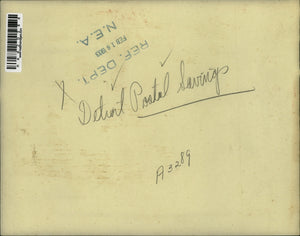 N.E.A.
REF. DEPT.
X Detroit Postal Savings
A3289